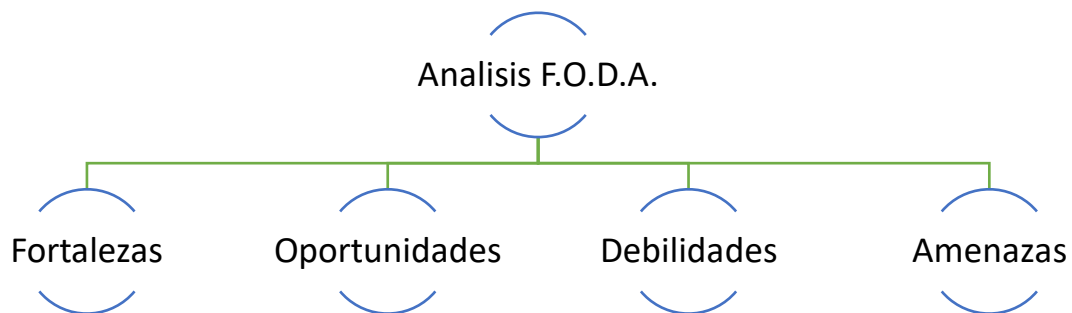 Analisis F.O.D.A.
Fortalezas
Oportunidades
Debilidades
Amenazas